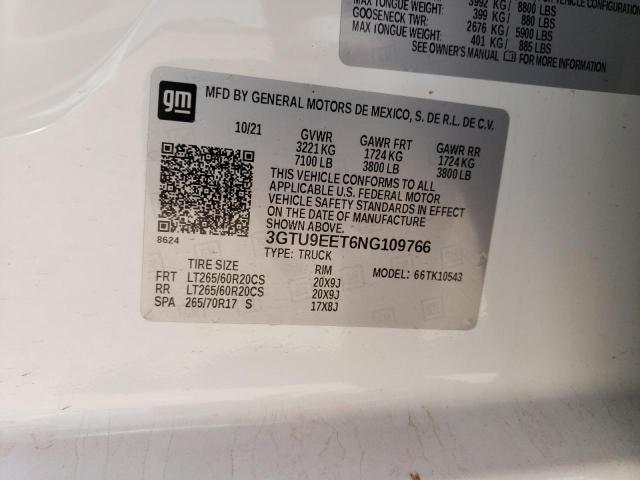 VEHICLE CONFIGURATION
MAX TONGUE WEIGHT: 3992 KG / 8800 LBS
399 KG / 880 LBS
GOOSENECK TWR: 2676 KG / 5900 LBS
MAX TONGUE WEIGHT: 401 KG / 885 LBS
SEE OWNER'S MANUAL FOR MORE INFORMATION
gm
MFD BY GENERAL MOTORS DE MEXICO, S. DE R.L. DE C.V.
10/21 GVWR GAWR FRT GAWR RR
3221 KG 1724 KG 1724 KG
7100 LB 3800 LB 3800 LB
THIS VEHICLE CONFORMS TO ALL
APPLICABLE U.S. FEDERAL MOTOR
VEHICLE SAFETY STANDARDS IN EFFECT
ON THE DATE OF MANUFACTURE
SHOWN ABOVE.
8624
3GTU9EET6NG109766
TYPE: TRUCK
TIRE SIZE RIM MODEL: 66TK10543
FRT LT265/60R20CS 20X9J
RR LT265/60R20CS 20X9J
SPA 265/70R17 S 17X8J